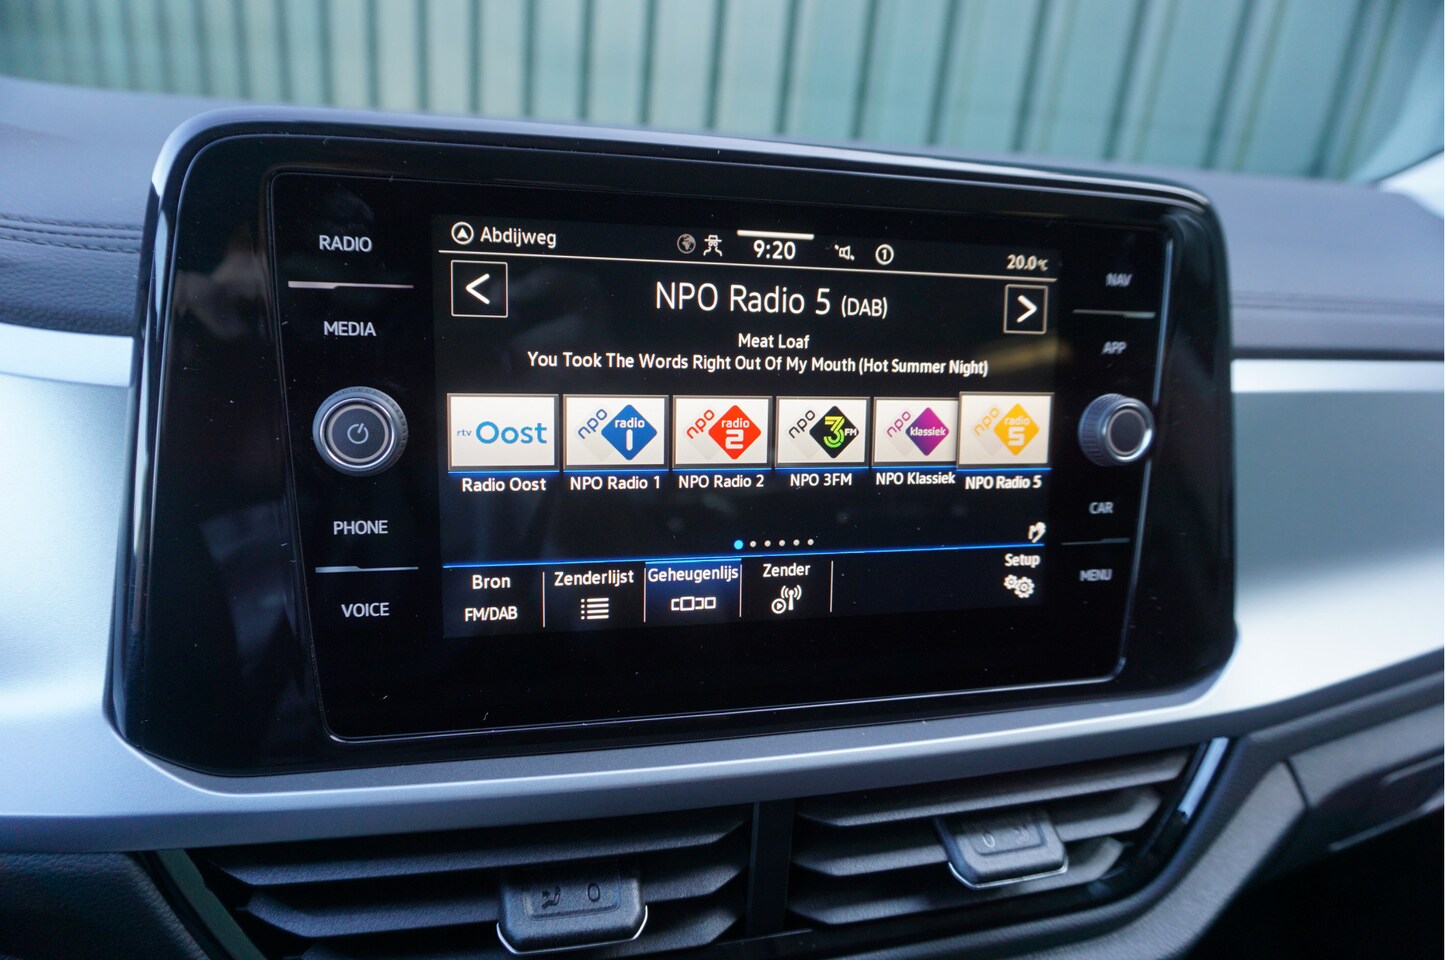 RADIO
MEDIA
PHONE
VOICE
Abdijweg
9:20
1
20.0°C
<
NPO Radio 5 (DAB)
>
Meat Loaf
You Took The Words Right Out Of My Mouth (Hot Summer Night)
rtv Oost
npo radio 1
npo radio 2
npo 3FM
npo klassiek
npo radio 5
Radio Oost
NPO Radio 1
NPO Radio 2
NPO 3FM
NPO Klassiek
NPO Radio 5
Bron
FM/DAB
Zenderlijst
Geheugenlijs
Zender
Setup
NAV
APP
CAR
MENU
0
0